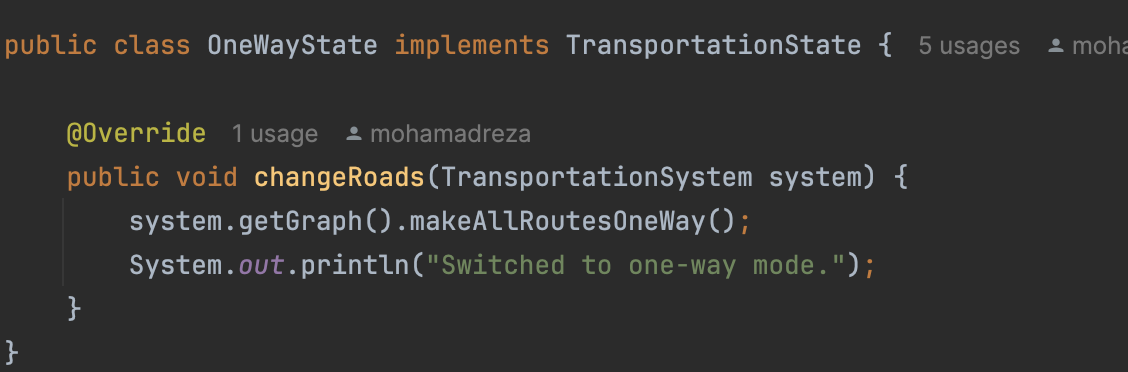 public class OneWayState implements TransportationState { 5 usages moha
@Override 1 usage mohamadreza
public void changeRoads(TransportationSystem system) {
system.getGraph().makeAllRoutesOneWay();
System.out.println("Switched to one-way mode.");
}
}